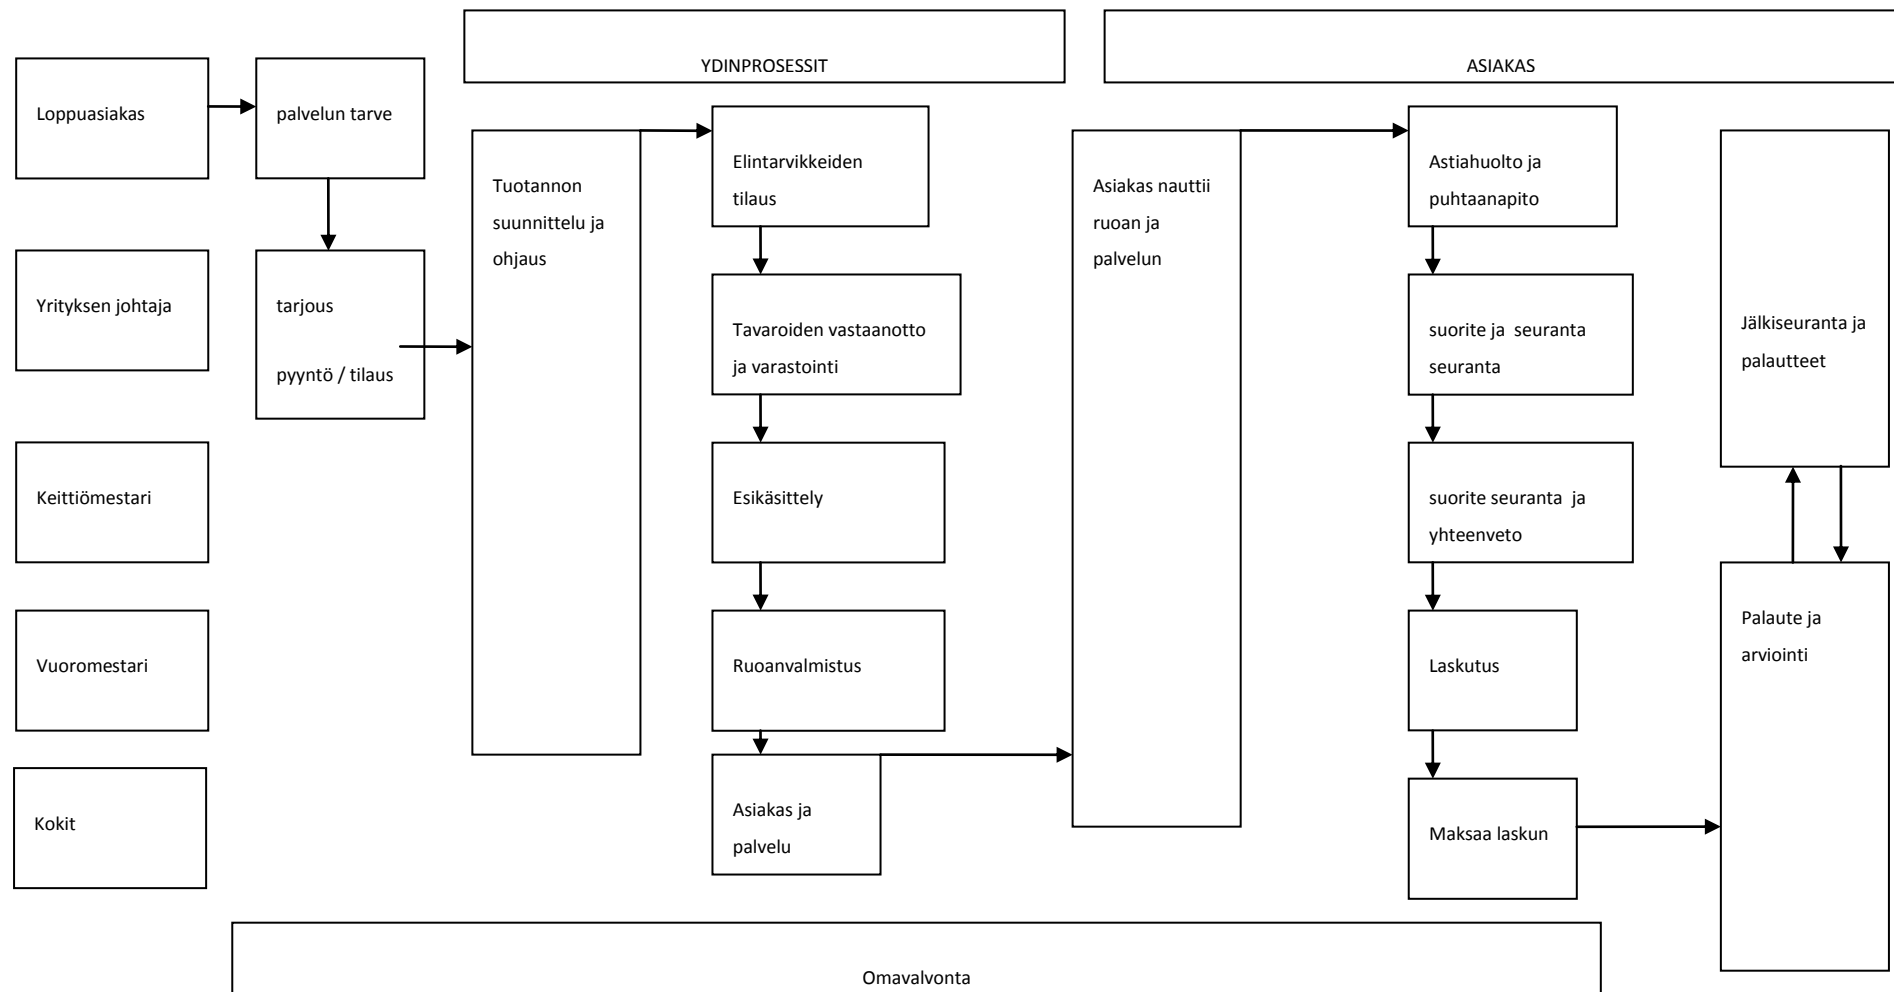 YDINPROSESSIT
ASIAKAS
Loppuasiakas
palvelun tarve
Yrityksen johtaja
tarjous
pyyntö / tilaus
Keittiömestari
Vuoromestari
Kokit
Tuotannon
suunnittelu ja
ohjaus
Elintarvikkeiden
tilaus
Tavaroiden vastaanotto
ja varastointi
Esikäsittely
Ruoanvalmistus
Asiakas ja
palvelu
Asiakas nauttii
ruoan ja
palvelun
Astiahuolto ja
puhtaanapito
suorite ja  seuranta
seuranta
suorite seuranta  ja
yhteenveto
Laskutus
Maksaa laskun
Jälkiseuranta ja
palautteet
Palaute ja
arviointi
Omavalvonta